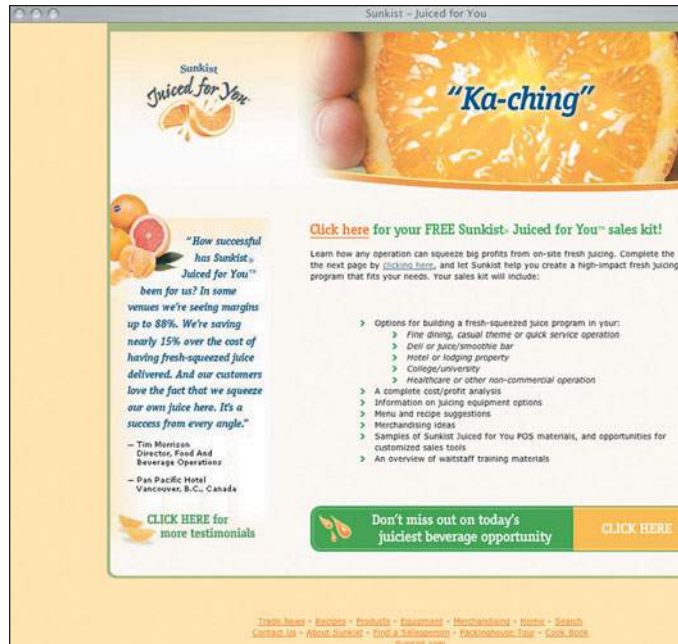 Sunkist - Juiced for You
Sunkist
Juiced for You™
"Ka-ching"
"How successful
has Sunkist®
Juiced for You™
been for us? In some
venues we're seeing margins
up to 88%. We're saving
nearly 15% over the cost of
having fresh-squeezed juice
delivered. And our customers
love the fact that we squeeze
our own juice here. It's a
success from every angle."
— Tim Morrison
Director, Food And
Beverage Operations
— Pan Pacific Hotel
Vancouver, B.C., Canada
CLICK HERE for
more testimonials
Click here for your FREE Sunkist® Juiced for You™ sales kit!
Learn how any operation can squeeze big profits from on-site fresh juicing. Complete the
the next page by clicking here, and let Sunkist help you create a high-impact fresh juicing
program that fits your needs. Your sales kit will include:
> Options for building a fresh-squeezed juice program in your:
> Fine dining, casual theme or quick service operation
> Deli or juice/smoothie bar
> Hotel or lodging property
> College/university
> Healthcare or other non-commercial operation
> A complete cost/profit analysis
> Information on juicing equipment options
> Menu and recipe suggestions
> Merchandising ideas
> Samples of Sunkist Juiced for You POS materials, and opportunities for
customized sales tools
> An overview of waitstaff training materials
Don't miss out on today's
juiciest beverage opportunity
CLICK HERE
Trade News - Recipes - Products - Equipment - Merchandising - Home - Search
Contact Us - About Sunkist - Find a Salesperson - Packinghouse Tour - Cook Book
Sunkist.com